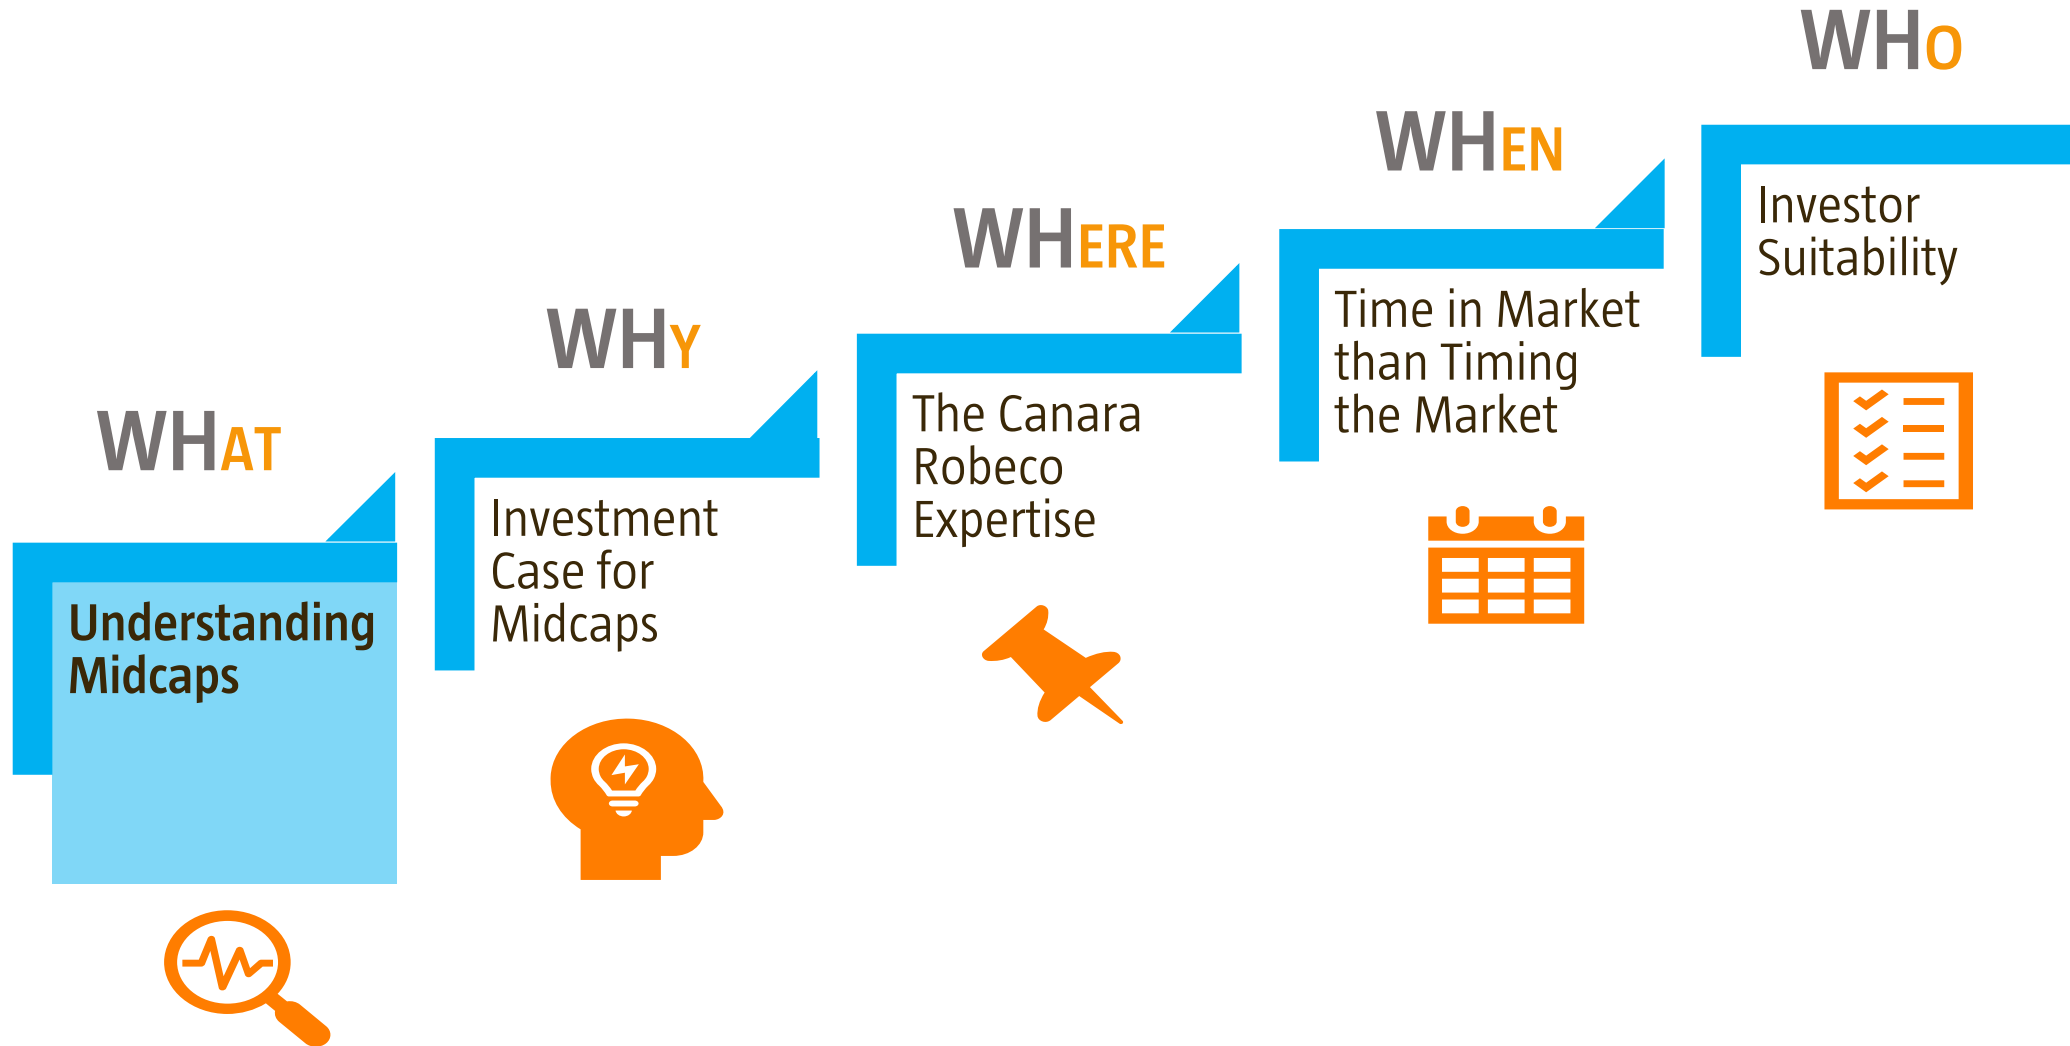 WHAT
Understanding
Midcaps
WHY
Investment
Case for
Midcaps
WHERE
The Canara
Robeco
Expertise
WHEN
Time in Market
than Timing
the Market
WHO
Investor
Suitability